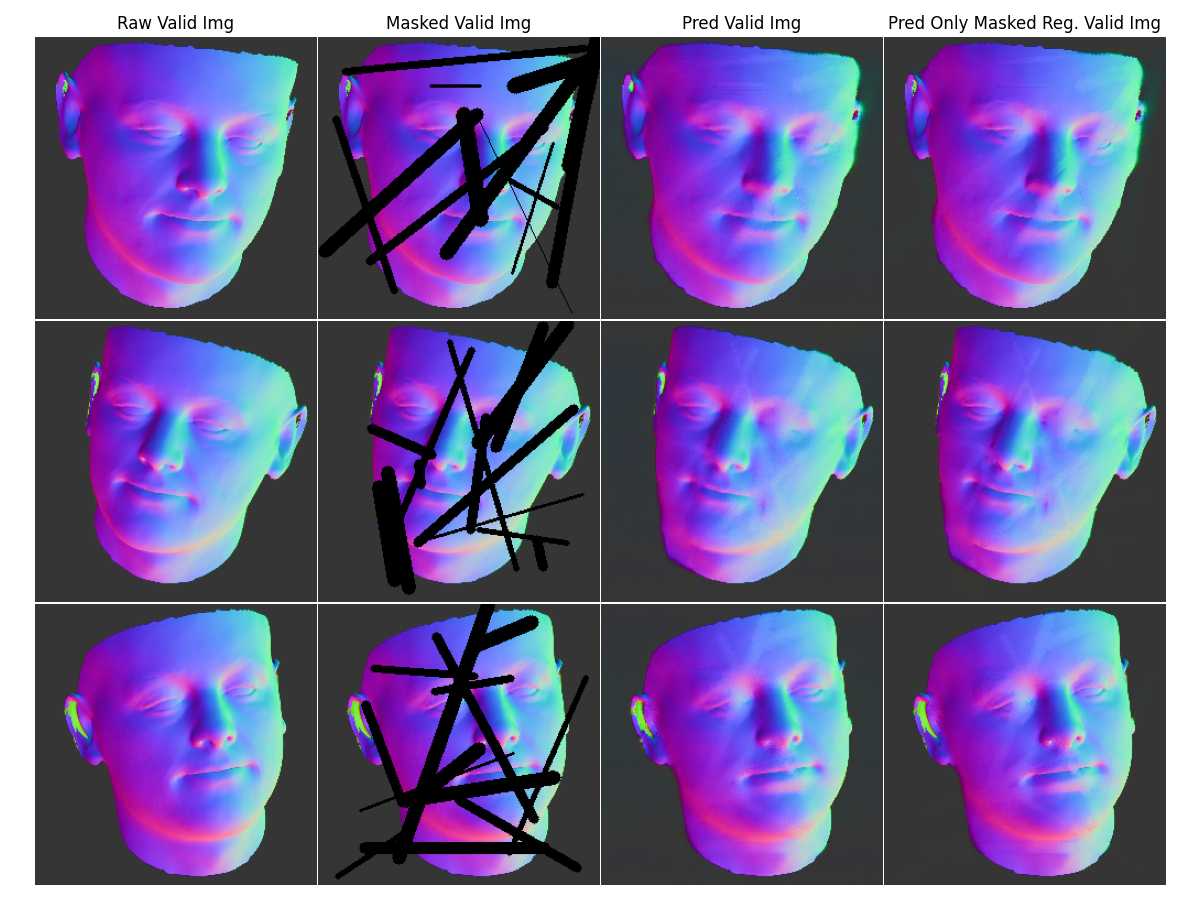 Raw Valid Img
Masked Valid Img
Pred Valid Img
Pred Only Masked Reg. Valid Img